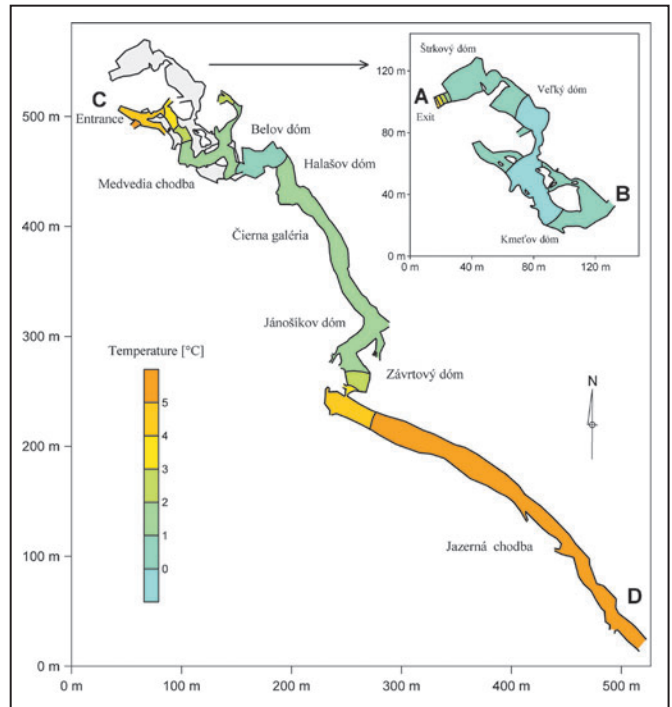 500 m
400 m
300 m
200 m
100 m
0 m
0 m
100 m
200 m
300 m
400 m
500 m
C
Entrance
Medvedia chodba
Belov dóm
Halašov dóm
Čierna galéria
Jánošíkov dóm
Závrtový dóm
Jazerná chodba
D
N
Temperature [°C]
5
4
3
2
1
0
120 m
80 m
40 m
0 m
0 m
40 m
80 m
120 m
Štrkový dóm
A
Exit
Veľký dóm
B
Kmeťov dóm